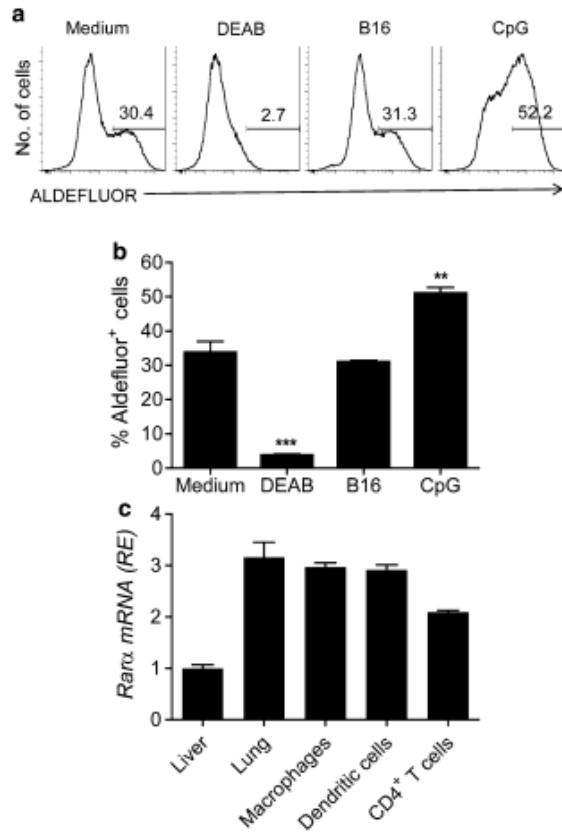 a
Medium DEAB B16 CpG
No. of cells
30.4 2.7 31.3 52.2
ALDEFLUOR
b
% Aldefluor⁺ cells
60
50
40
30
20
10
0
*** **
Medium DEAB B16 CpG
c
Rarα mRNA (RE)
4
3
2
1
0
Liver Lung Macrophages Dendritic cells CD4⁺ T cells